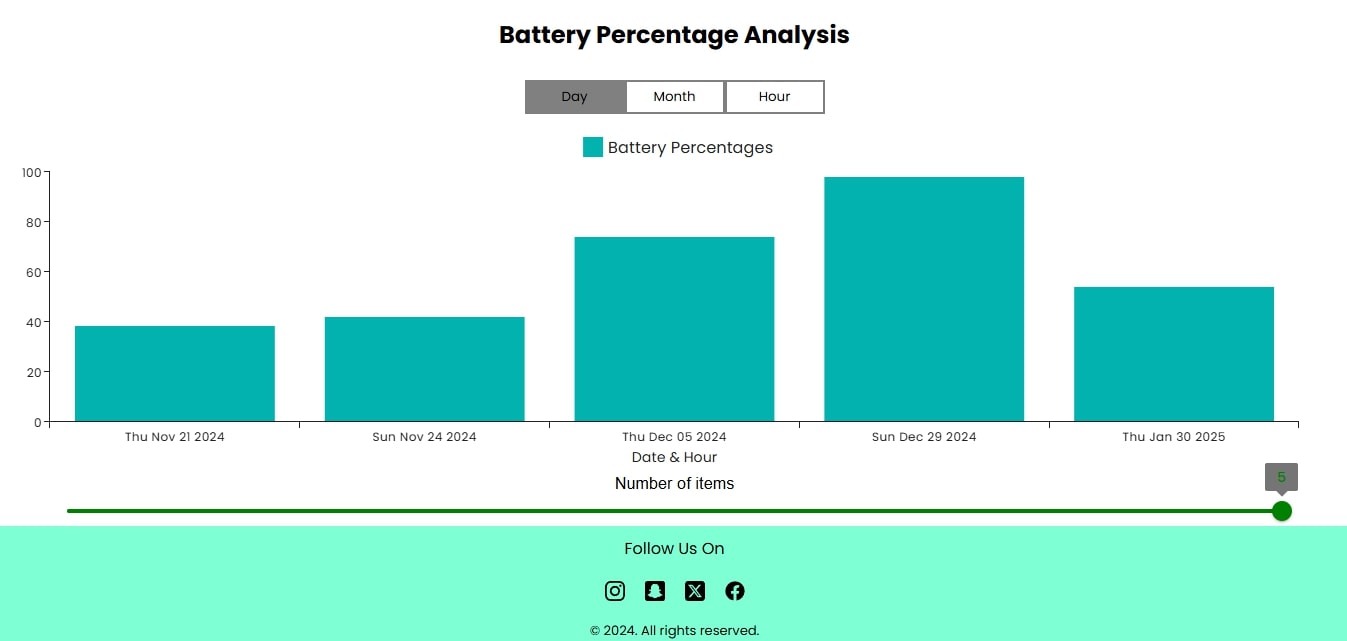 Battery Percentage Analysis
Day Month Hour
Battery Percentages
100
80
60
40
20
0
Thu Nov 21 2024 Sun Nov 24 2024 Thu Dec 05 2024 Sun Dec 29 2024 Thu Jan 30 2025
Date & Hour
Number of items
5
Follow Us On
© 2024. All rights reserved.